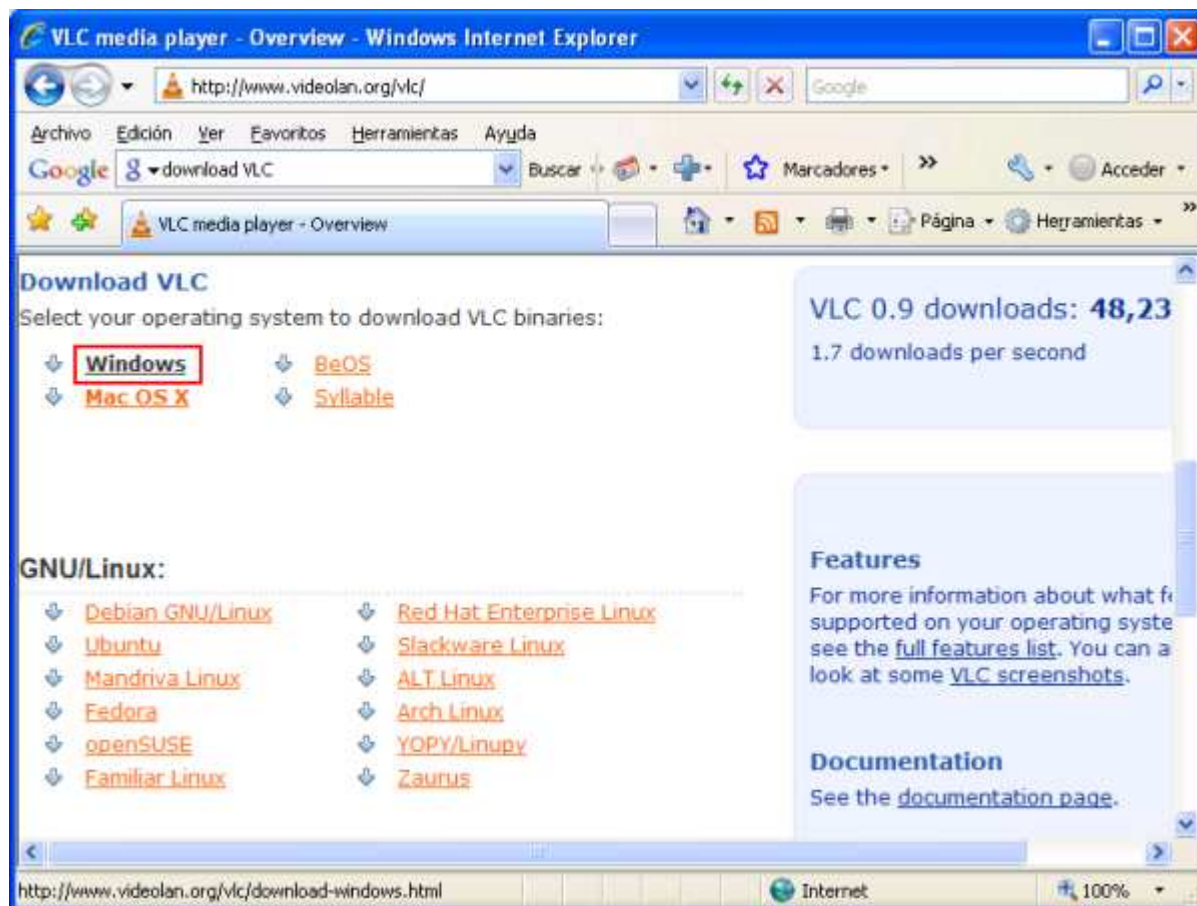 VLC media player - Overview - Windows Internet Explorer
http://www.videolan.org/vlc/
Google
Archivo Edición Ver Favoritos Herramientas Ayuda
Google download VLC Buscar Marcadores Acceder
VLC media player - Overview Página Herramientas
Download VLC
Select your operating system to download VLC binaries:
Windows BeOS
Mac OS X Syllable
GNU/Linux:
Debian GNU/Linux Red Hat Enterprise Linux
Ubuntu Slackware Linux
Mandriva Linux ALT Linux
Fedora Arch Linux
openSUSE YOPY/Linupy
Familiar Linux Zaurus
VLC 0.9 downloads: 48,23
1.7 downloads per second
Features
For more information about what fe
supported on your operating syste
see the full features list. You can a
look at some VLC screenshots.
Documentation
See the documentation page.
http://www.videolan.org/vlc/download-windows.html Internet 100%